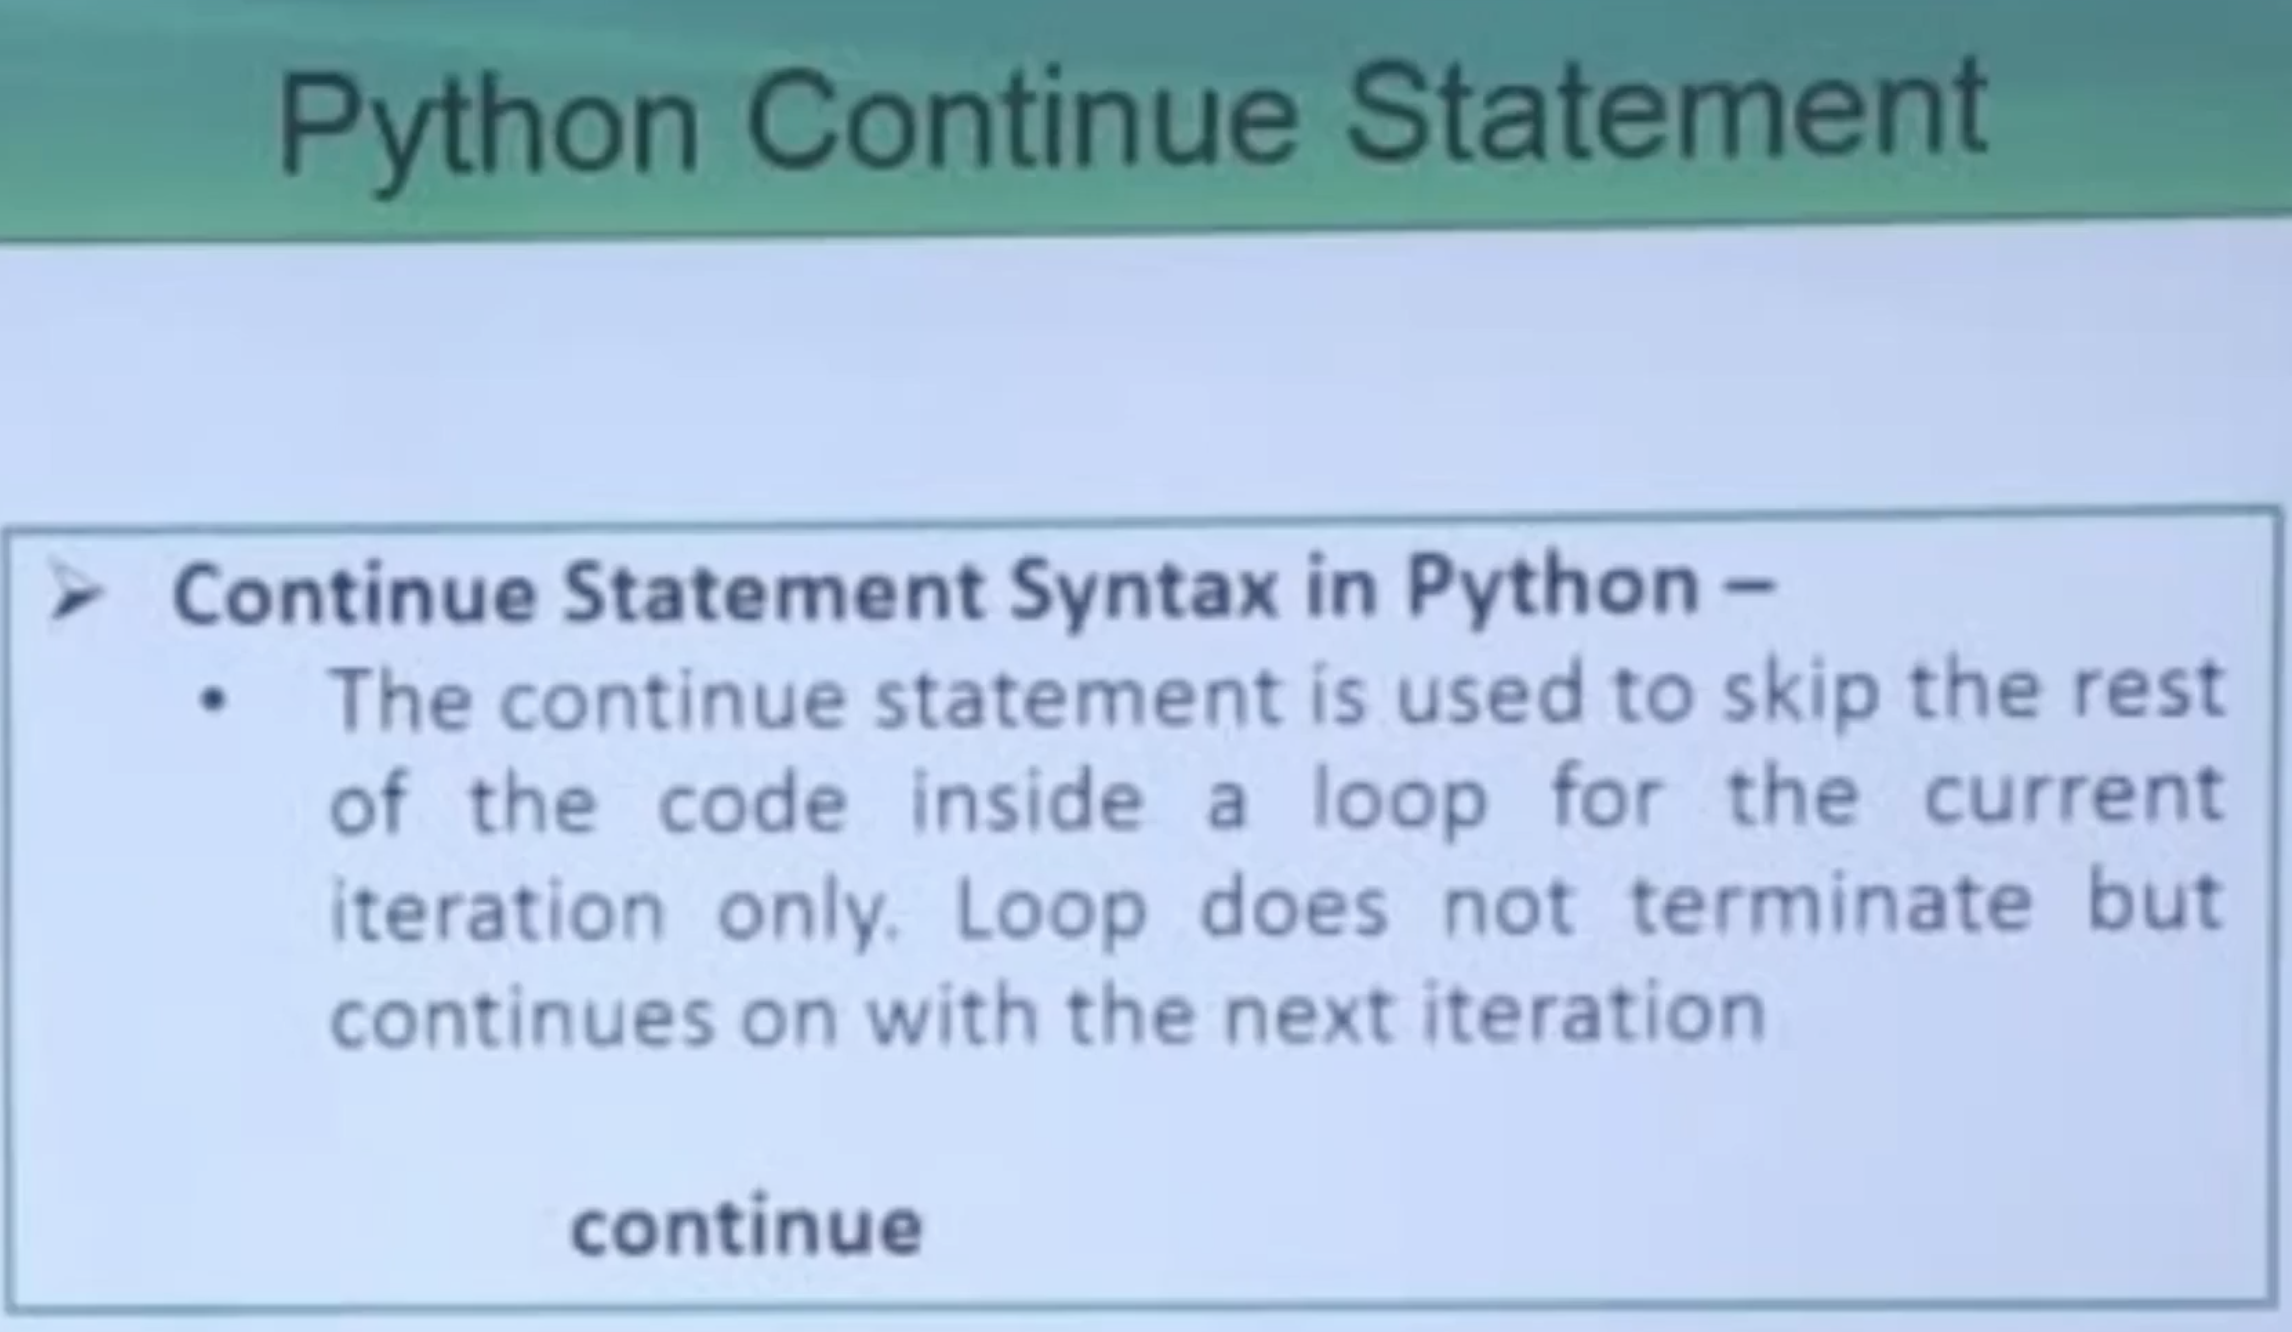 Python Continue Statement
➢ Continue Statement Syntax in Python –
• The continue statement is used to skip the rest
of the code inside a loop for the current
iteration only. Loop does not terminate but
continues on with the next iteration
continue